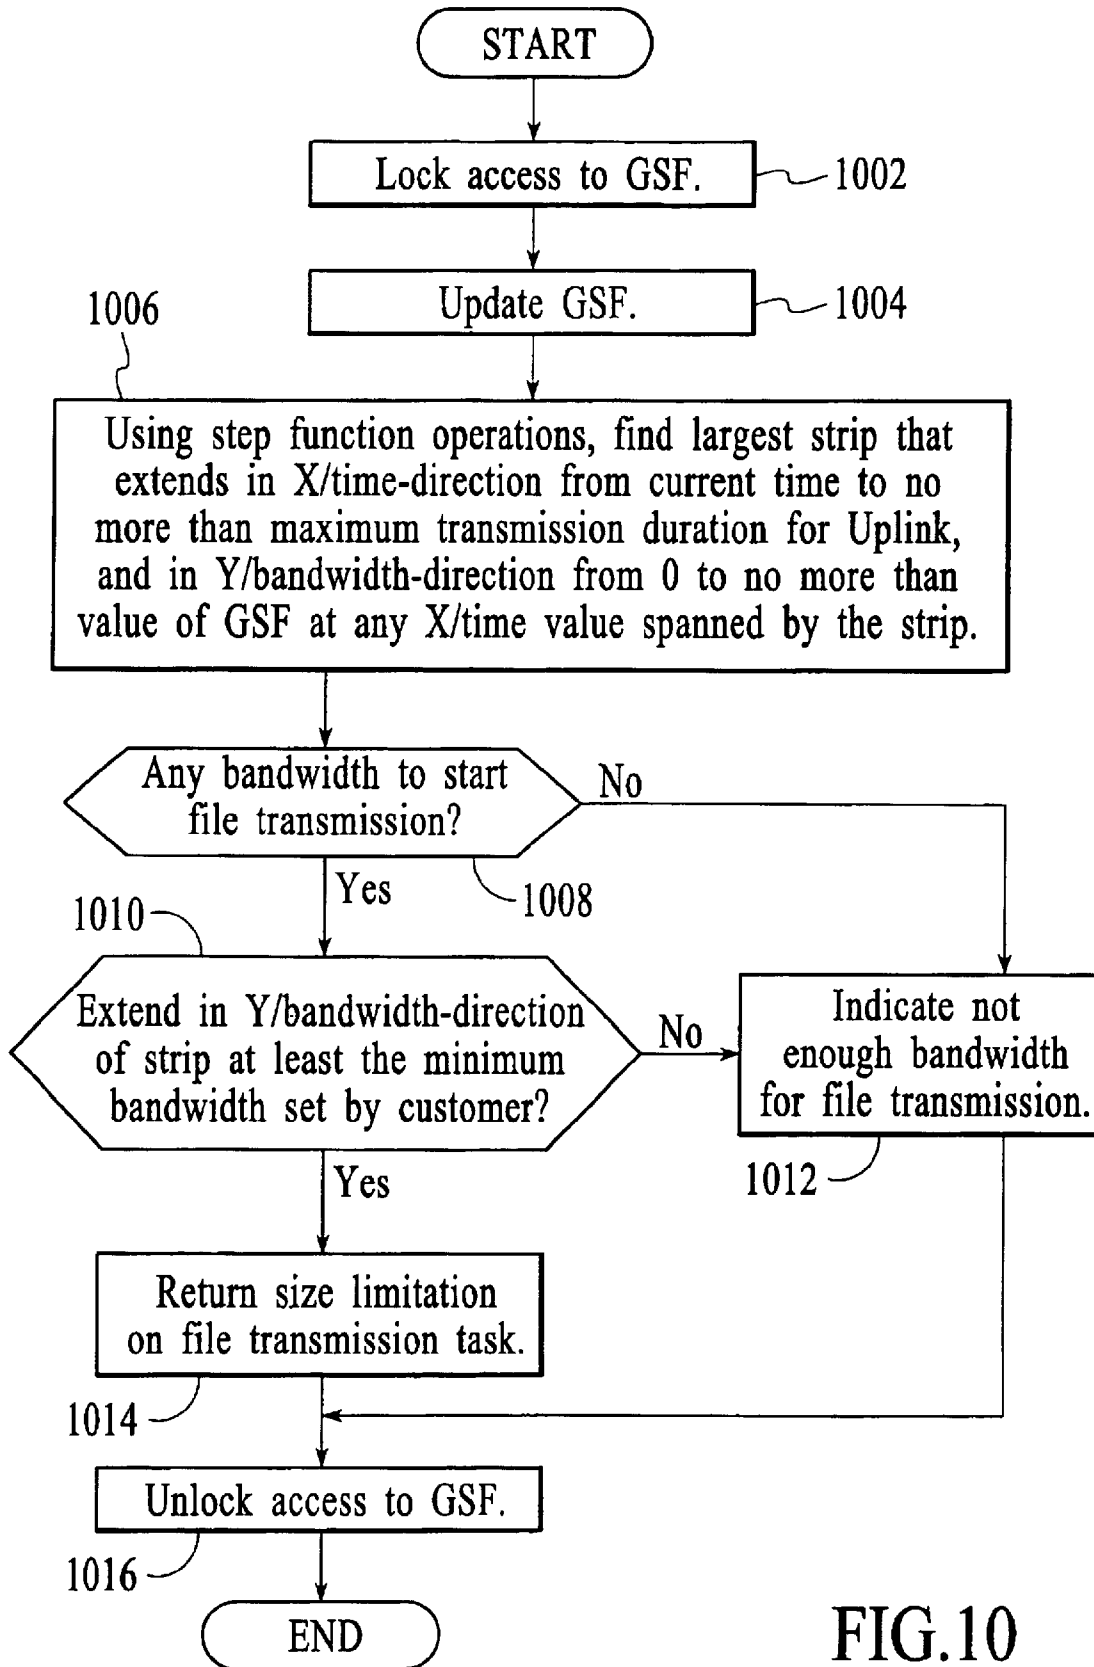 START
Lock access to GSF.
1002
Update GSF.
1004
1006
Using step function operations, find largest strip that
extends in X/time-direction from current time to no
more than maximum transmission duration for Uplink,
and in Y/bandwidth-direction from 0 to no more than
value of GSF at any X/time value spanned by the strip.
Any bandwidth to start
file transmission?
No
1008
Yes
1010
Extend in Y/bandwidth-direction
of strip at least the minimum
bandwidth set by customer?
No
Indicate not
enough bandwidth
for file transmission.
1012
Yes
Return size limitation
on file transmission task.
1014
Unlock access to GSF.
1016
END
FIG.10